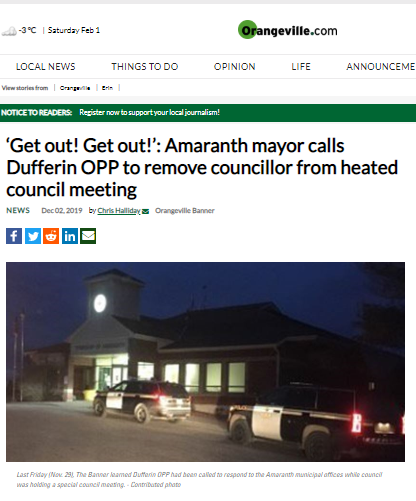 -3 °C | Saturday Feb 1
Orangeville.com
LOCAL NEWS THINGS TO DO OPINION LIFE ANNOUNCEME
View stories from | Orangeville | Erin |
NOTICE TO READERS: Register now to support your local journalism!
‘Get out! Get out!’: Amaranth mayor calls
Dufferin OPP to remove councillor from heated
council meeting
NEWS Dec 02, 2019 by Chris Halliday Orangeville Banner
Last Friday (Nov. 29), The Banner learned Dufferin OPP had been called to respond to the Amaranth municipal offices while council
was holding a special council meeting. - Contributed photo